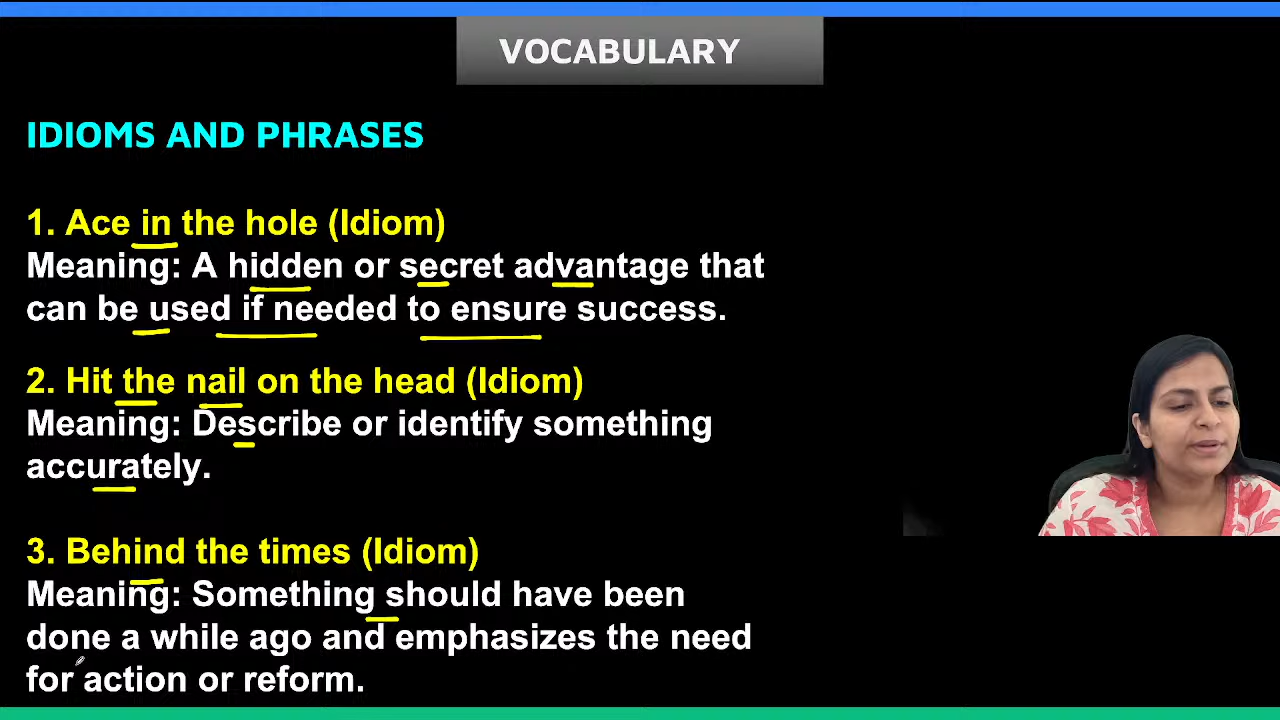 VOCABULARY
IDIOMS AND PHRASES
1. Ace in the hole (Idiom)
Meaning: A hidden or secret advantage that
can be used if needed to ensure success.
2. Hit the nail on the head (Idiom)
Meaning: Describe or identify something
accurately.
3. Behind the times (Idiom)
Meaning: Something should have been
done a while ago and emphasizes the need
for action or reform.